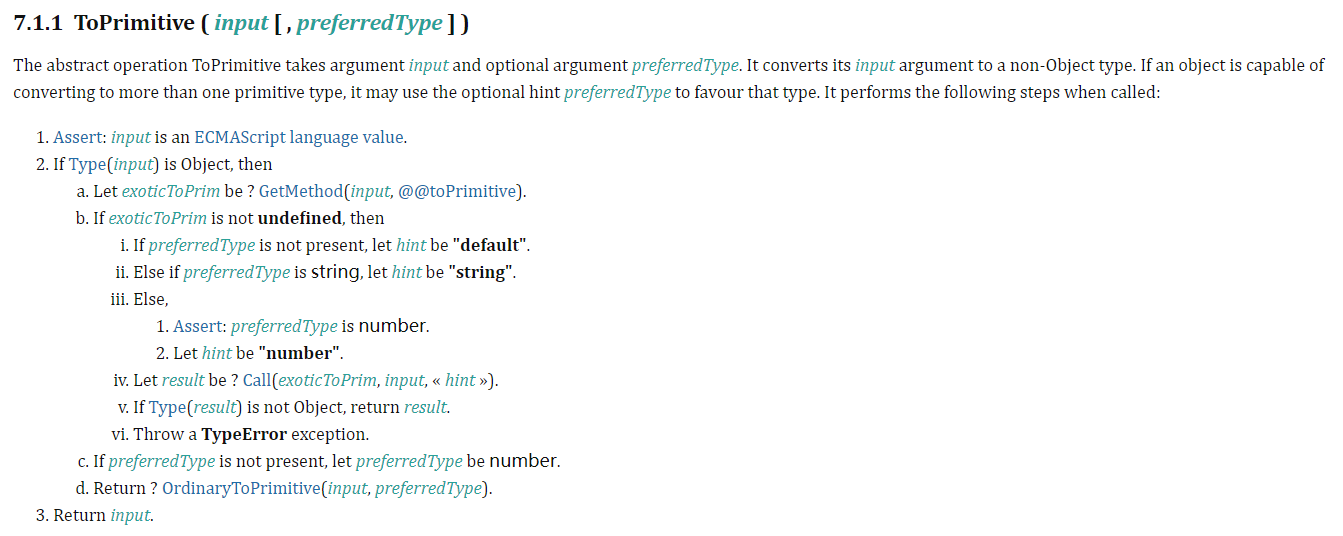 7.1.1 ToPrimitive ( input [ , preferredType ] )
The abstract operation ToPrimitive takes argument input and optional argument preferredType. It converts its input argument to a non-Object type. If an object is capable of
converting to more than one primitive type, it may use the optional hint preferredType to favour that type. It performs the following steps when called:
1. Assert: input is an ECMAScript language value.
2. If Type(input) is Object, then
a. Let exoticToPrim be ? GetMethod(input, @@toPrimitive).
b. If exoticToPrim is not undefined, then
i. If preferredType is not present, let hint be "default".
ii. Else if preferredType is string, let hint be "string".
iii. Else,
1. Assert: preferredType is number.
2. Let hint be "number".
iv. Let result be ? Call(exoticToPrim, input, « hint »).
v. If Type(result) is not Object, return result.
vi. Throw a TypeError exception.
c. If preferredType is not present, let preferredType be number.
d. Return ? OrdinaryToPrimitive(input, preferredType).
3. Return input.